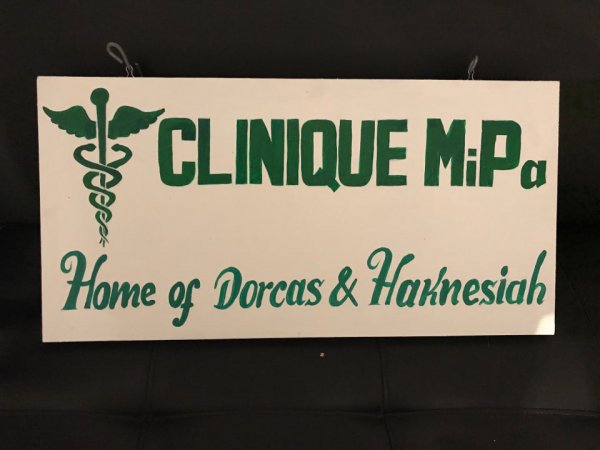 CLINIQUE MiPa
Home of Dorcas & Haknesiah